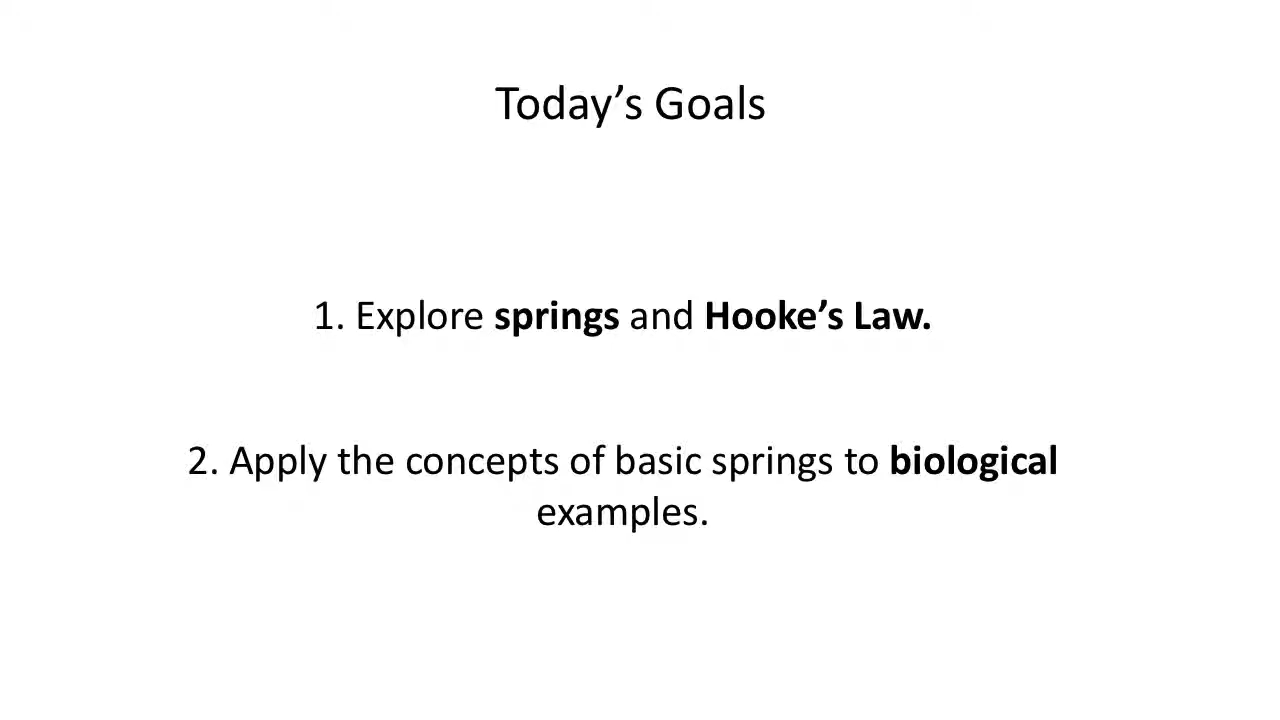 Today’s Goals
1. Explore springs and Hooke’s Law.
2. Apply the concepts of basic springs to biological
examples.